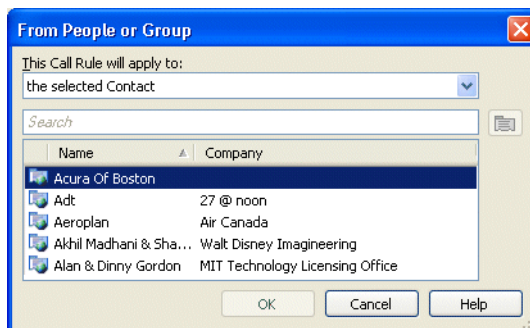 From People or Group
This Call Rule will apply to:
the selected Contact
Search
Name Company
Acura Of Boston
Adt 27 @ noon
Aeroplan Air Canada
Akhil Madhani & Sha... Walt Disney Imagineering
Alan & Dinny Gordon MIT Technology Licensing Office
OK Cancel Help